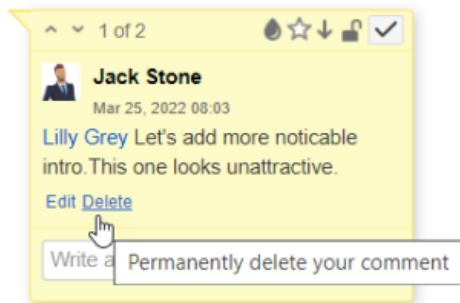 1 of 2
Jack Stone
Mar 25, 2022 08:03
Lilly Grey Let's add more noticable
intro.This one looks unattractive.
Edit Delete
Write
Permanently delete your comment